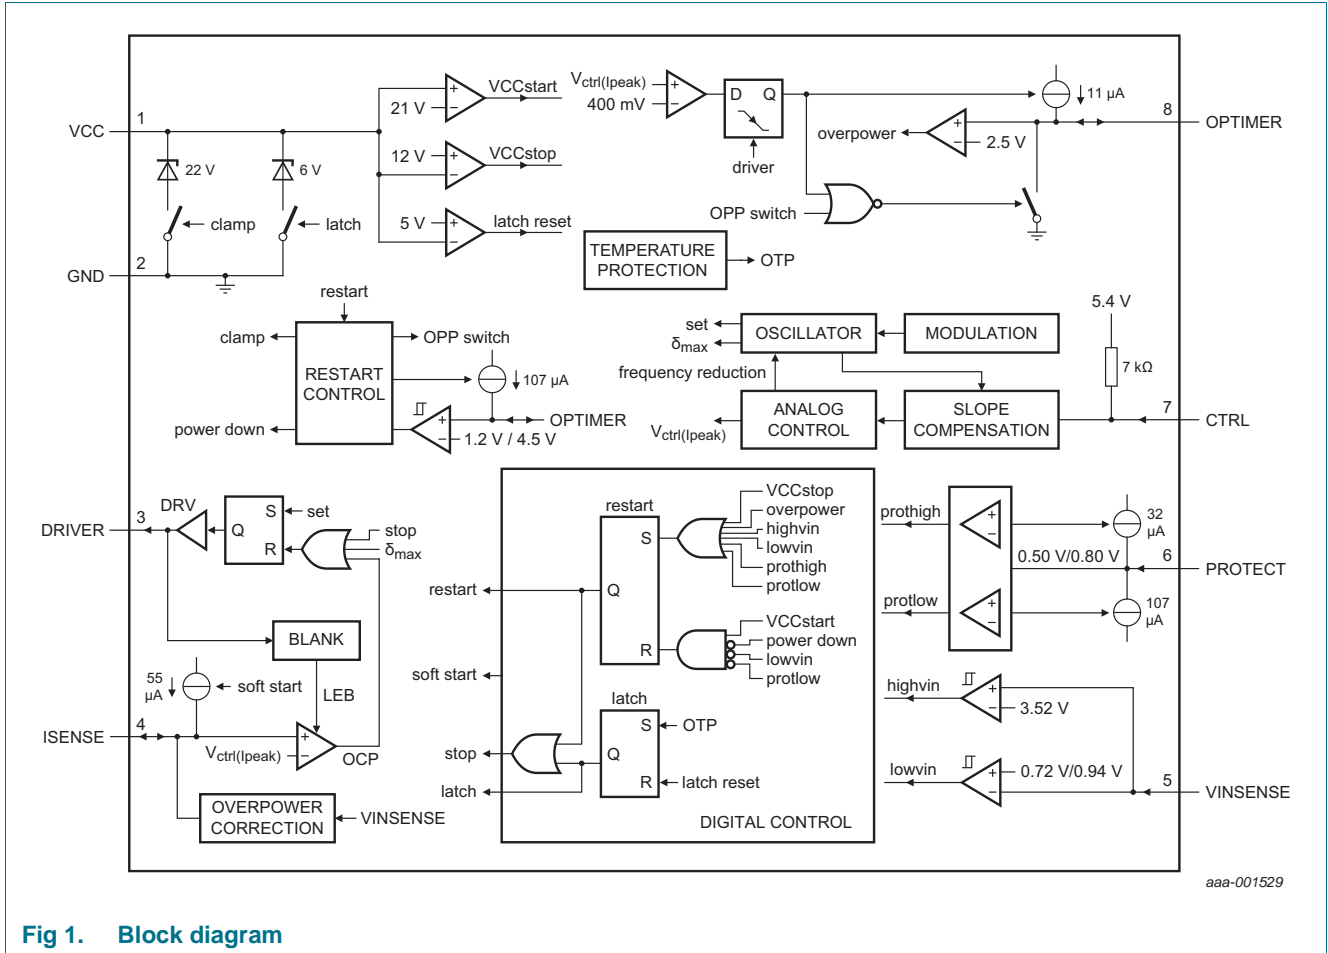 VCC
1
22 V
6 V
clamp
latch
GND
2
+
21 V
−
VCCstart
12 V
+
−
VCCstop
5 V
+
−
latch reset
Vctrl(Ipeak)
+
400 mV
−
D Q
driver
OPP switch
overpower
+
−
2.5 V
11 µA
8
OPTIMER
TEMPERATURE
PROTECTION
OTP
restart
clamp
OPP switch
RESTART
CONTROL
107 µA
power down
+
−
OPTIMER
1.2 V / 4.5 V
set
δmax
OSCILLATOR
MODULATION
frequency reduction
Vctrl(Ipeak)
ANALOG
CONTROL
SLOPE
COMPENSATION
5.4 V
7 kΩ
7
CTRL
DRIVER
3
DRV
Q
S
R
set
stop
δmax
BLANK
LEB
55
µA
soft start
ISENSE
4
Vctrl(Ipeak)
+
−
OCP
OVERPOWER
CORRECTION
VINSENSE
restart
S
Q
R
VCCstop
overpower
highvin
lowvin
prothigh
protlow
VCCstart
power down
lowvin
protlow
restart
soft start
stop
latch
latch
S
Q
R
OTP
latch reset
DIGITAL CONTROL
prothigh
+
−
32
µA
0.50 V/0.80 V
6
PROTECT
protlow
+
−
107
µA
highvin
+
−
3.52 V
lowvin
+
−
0.72 V/0.94 V
5
VINSENSE
aaa-001529
Fig 1. Block diagram